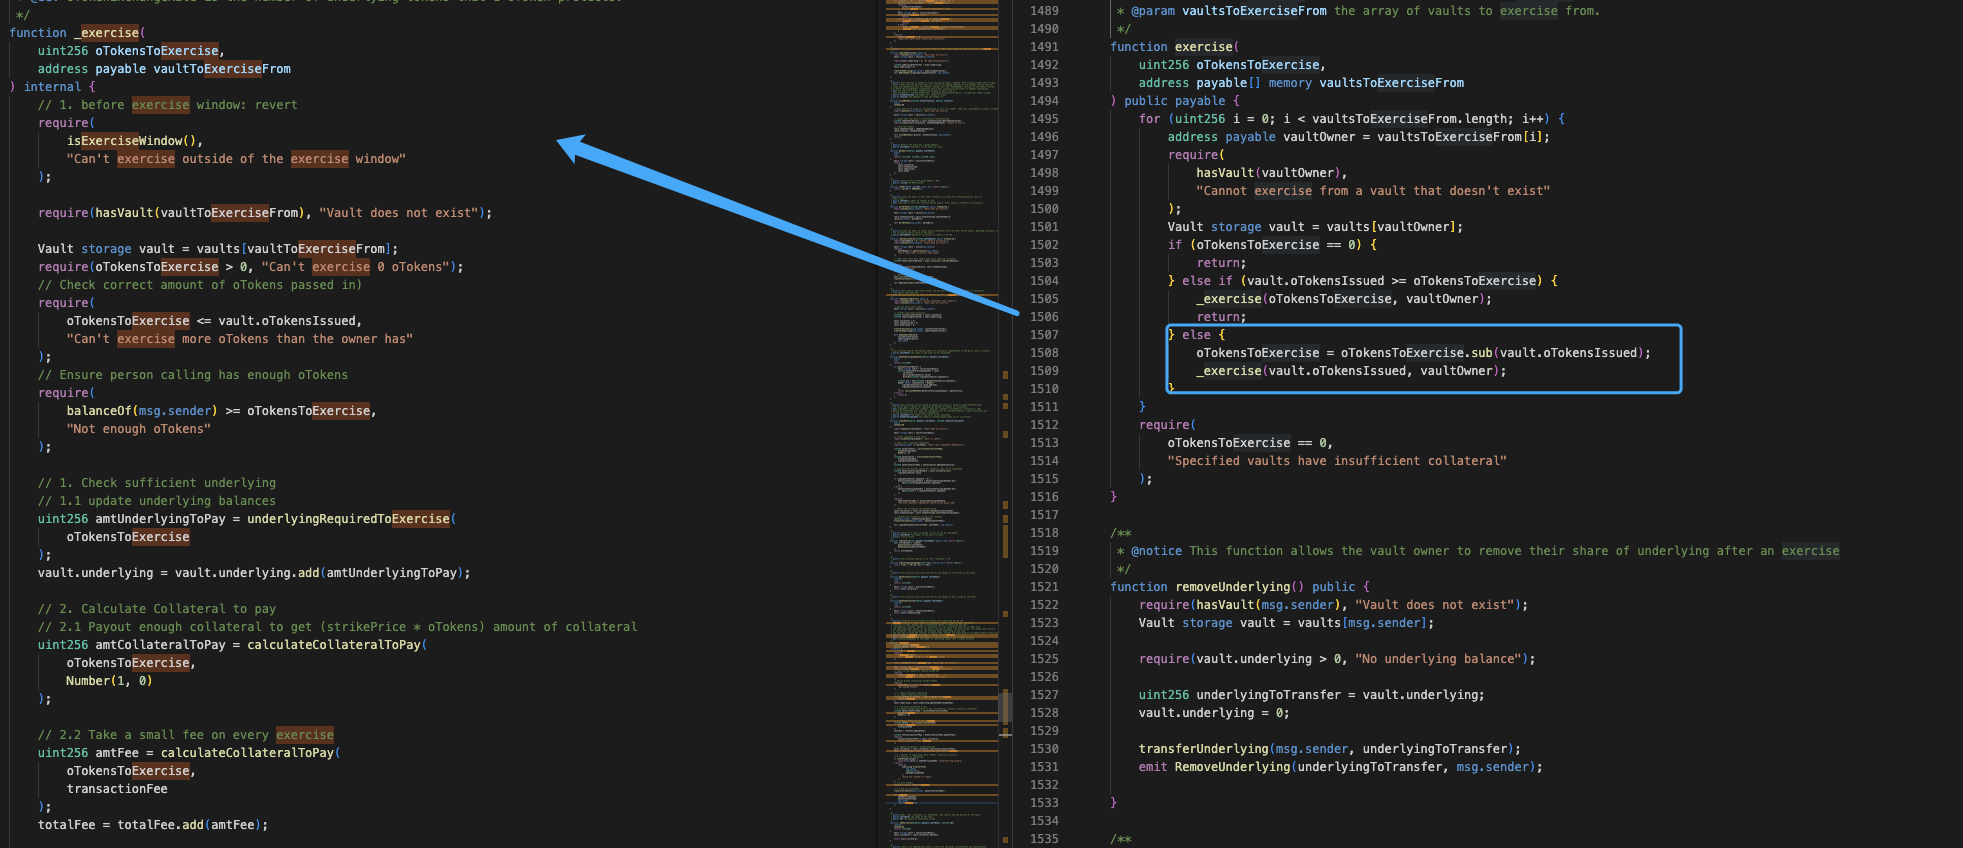 */
function _exercise(
uint256 oTokensToExercise,
address payable vaultToExerciseFrom
) internal {
// 1. before exercise window: revert
require(
isExerciseWindow(),
"Can't exercise outside of the exercise window"
);
require(hasVault(vaultToExerciseFrom), "Vault does not exist");
Vault storage vault = vaults[vaultToExerciseFrom];
require(oTokensToExercise > 0, "Can't exercise 0 oTokens");
// Check correct amount of oTokens passed in)
require(
oTokensToExercise <= vault.oTokensIssued,
"Can't exercise more oTokens than the owner has"
);
// Ensure person calling has enough oTokens
require(
balanceOf(msg.sender) >= oTokensToExercise,
"Not enough oTokens"
);
// 1. Check sufficient underlying
// 1.1 update underlying balances
uint256 amtUnderlyingToPay = underlyingRequiredToExercise(
oTokensToExercise
);
vault.underlying = vault.underlying.add(amtUnderlyingToPay);
// 2. Calculate Collateral to pay
// 2.1 Payout enough collateral to get (strikePrice * oTokens) amount of collateral
uint256 amtCollateralToPay = calculateCollateralToPay(
oTokensToExercise,
Number(1, 0)
);
// 2.2 Take a small fee on every exercise
uint256 amtFee = calculateCollateralToPay(
oTokensToExercise,
transactionFee
);
totalFee = totalFee.add(amtFee);
1489 * @param vaultsToExerciseFrom the array of vaults to exercise from.
1490 */
1491 function exercise(
1492 uint256 oTokensToExercise,
1493 address payable[] memory vaultsToExerciseFrom
1494 ) public payable {
1495 for (uint256 i = 0; i < vaultsToExerciseFrom.length; i++) {
1496 address payable vaultOwner = vaultsToExerciseFrom[i];
1497 require(
1498 hasVault(vaultOwner),
1499 "Cannot exercise from a vault that doesn't exist"
1500 );
1501 Vault storage vault = vaults[vaultOwner];
1502 if (oTokensToExercise == 0) {
1503 return;
1504 } else if (vault.oTokensIssued >= oTokensToExercise) {
1505 _exercise(oTokensToExercise, vaultOwner);
1506 return;
1507 } else {
1508 oTokensToExercise = oTokensToExercise.sub(vault.oTokensIssued);
1509 _exercise(vault.oTokensIssued, vaultOwner);
1510 }
1511 }
1512 require(
1513 oTokensToExercise == 0,
1514 "Specified vaults have insufficient collateral"
1515 );
1516 }
1517
1518 /**
1519 * @notice This function allows the vault owner to remove their share of underlying after an exercise
1520 */
1521 function removeUnderlying() public {
1522 require(hasVault(msg.sender), "Vault does not exist");
1523 Vault storage vault = vaults[msg.sender];
1524
1525 require(vault.underlying > 0, "No underlying balance");
1526
1527 uint256 underlyingToTransfer = vault.underlying;
1528 vault.underlying = 0;
1529
1530 transferUnderlying(msg.sender, underlyingToTransfer);
1531 emit RemoveUnderlying(underlyingToTransfer, msg.sender);
1532
1533 }
1534
1535 /**